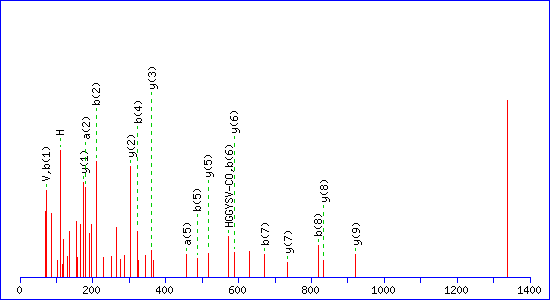 V,b(1)
H
y(1)
a(2)
b(2)
y(2)
b(4)
y(3)
a(5)
b(5)
y(5)
HGGYSV-CO,b(6)
y(6)
b(7)
y(7)
b(8)
y(8)
y(9)
0 200 400 600 800 1000 1200 1400